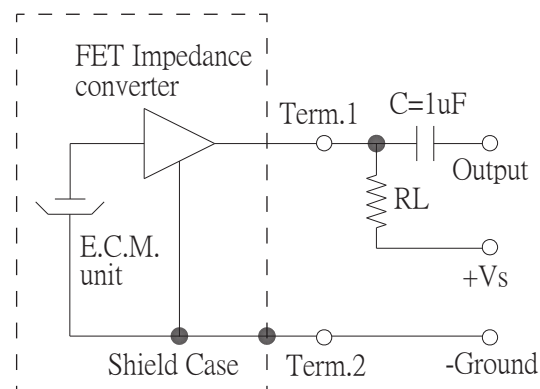 FET Impedance
converter
Term.1
C=1uF
Output
RL
E.C.M.
unit
+Vs
Shield Case
Term.2
-Ground